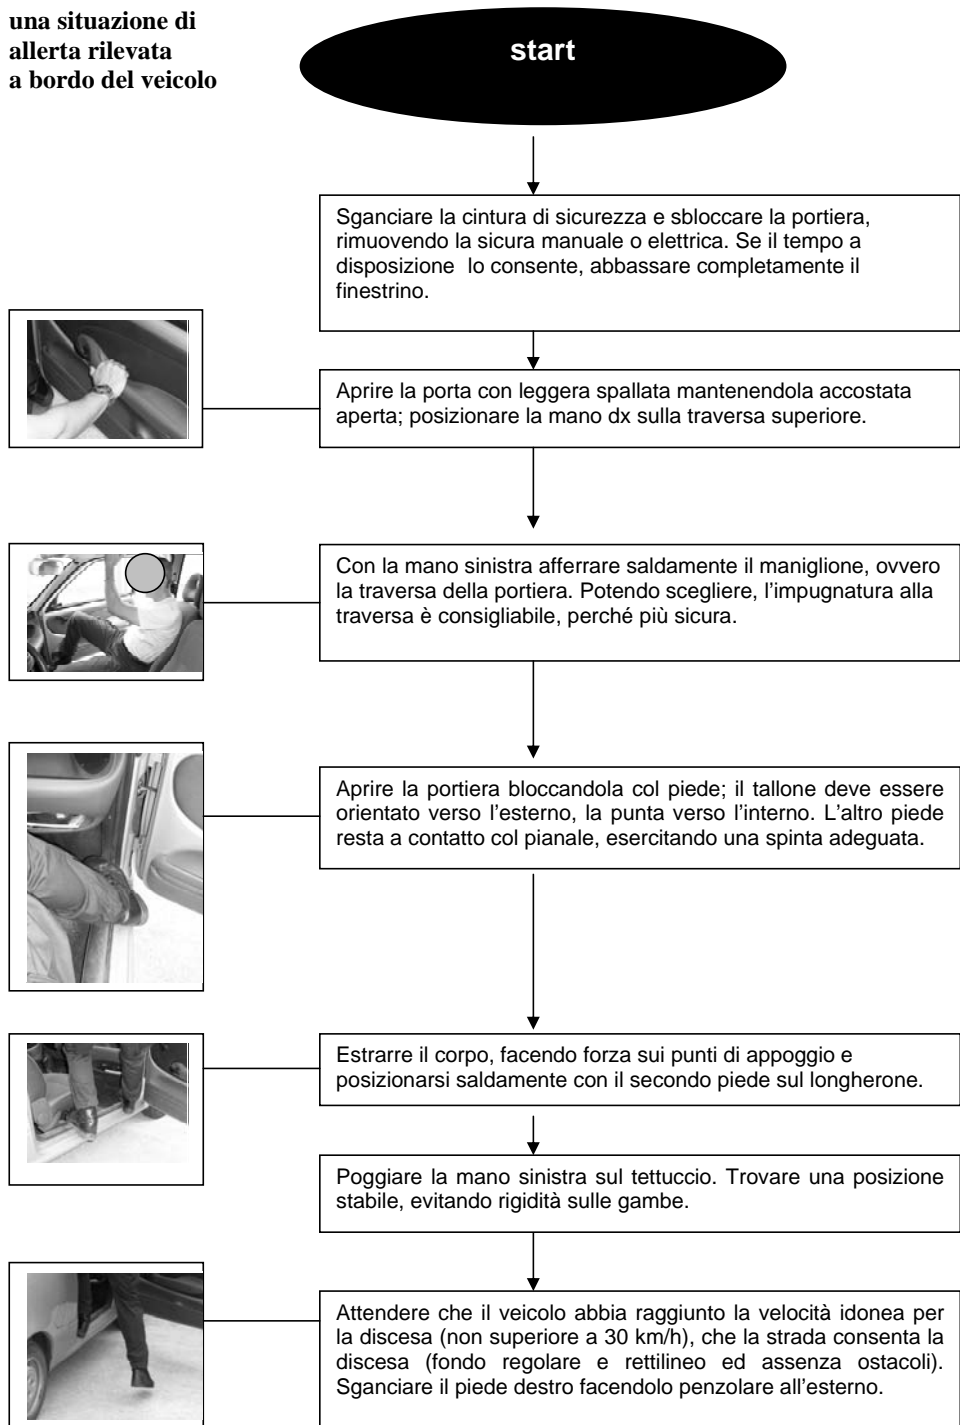 una situazione di
allerta rilevata
a bordo del veicolo
start
Sganciare la cintura di sicurezza e sbloccare la portiera,
rimuovendo la sicura manuale o elettrica. Se il tempo a
disposizione  lo consente, abbassare completamente il
finestrino.
Aprire la porta con leggera spallata mantenendola accostata
aperta; posizionare la mano dx sulla traversa superiore.
Con la mano sinistra afferrare saldamente il maniglione, ovvero
la traversa della portiera. Potendo scegliere, l'impugnatura alla
traversa è consigliabile, perché più sicura.
Aprire la portiera bloccandola col piede; il tallone deve essere
orientato verso l'esterno, la punta verso l'interno. L'altro piede
resta a contatto col pianale, esercitando una spinta adeguata.
Estrarre il corpo, facendo forza sui punti di appoggio e
posizionarsi saldamente con il secondo piede sul longherone.
Poggiare la mano sinistra sul tettuccio. Trovare una posizione
stabile, evitando rigidità sulle gambe.
Attendere che il veicolo abbia raggiunto la velocità idonea per
la discesa (non superiore a 30 km/h), che la strada consenta la
discesa (fondo regolare e rettilineo ed assenza ostacoli).
Sganciare il piede destro facendolo penzolare all'esterno.